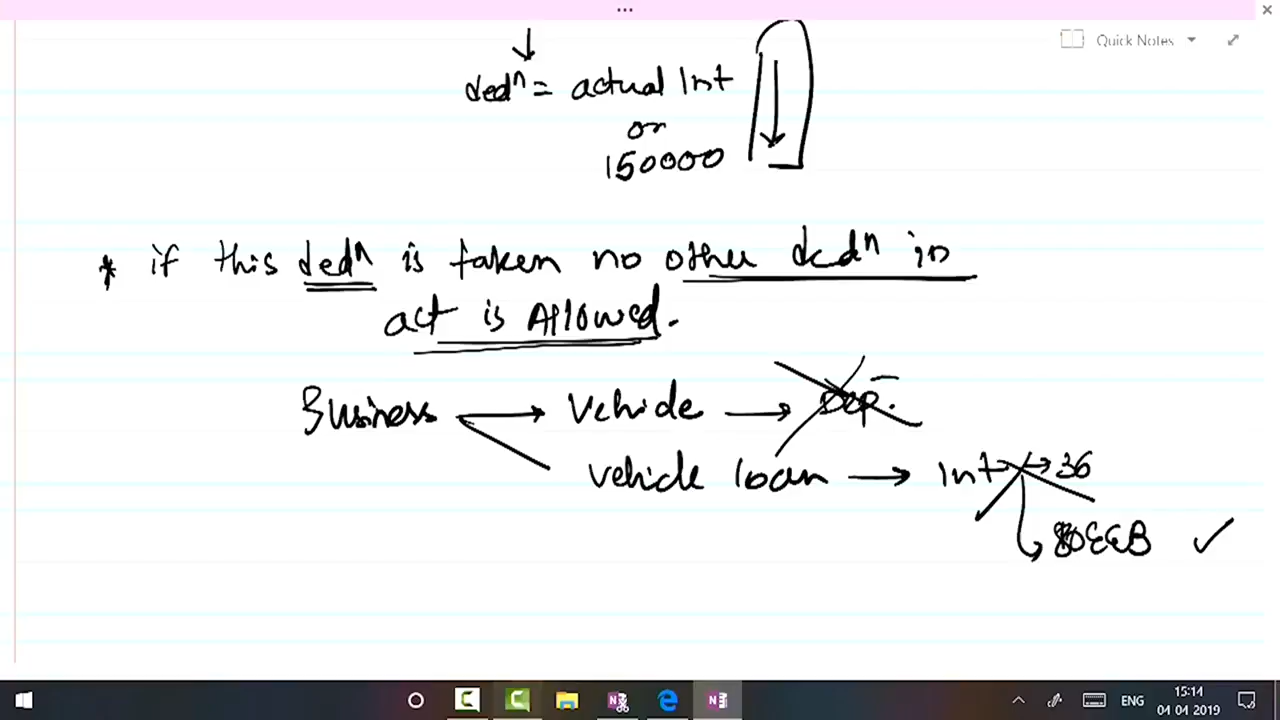 ...
Quick Notes
dedⁿ = actual Int
or
150000
* if this dedⁿ is taken no other dedⁿ in
act is Allowed.
Business → Vehicle → Dep.
Vehicle loan → Int → 36
80EEB ✓
ENG
15:14
04 04 2019